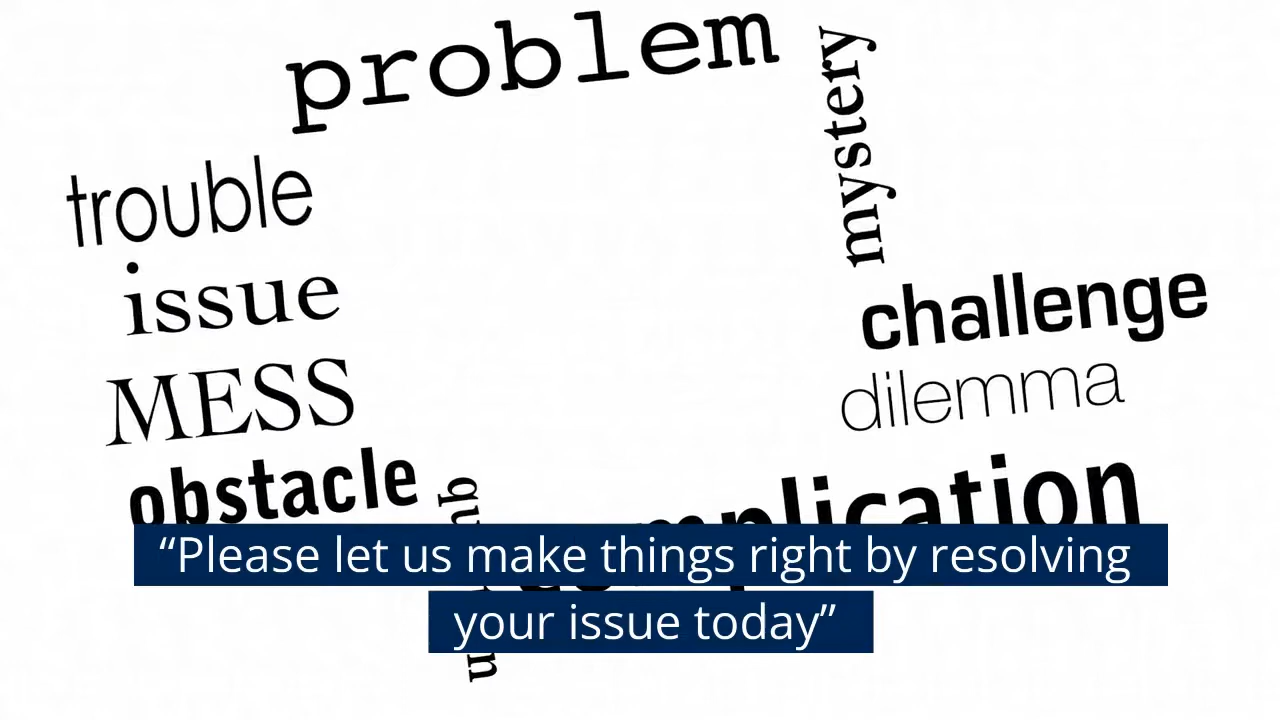 problem
mystery
trouble
issue
challenge
MESS
dilemma
obstacle
complication
“Please let us make things right by resolving
your issue today”